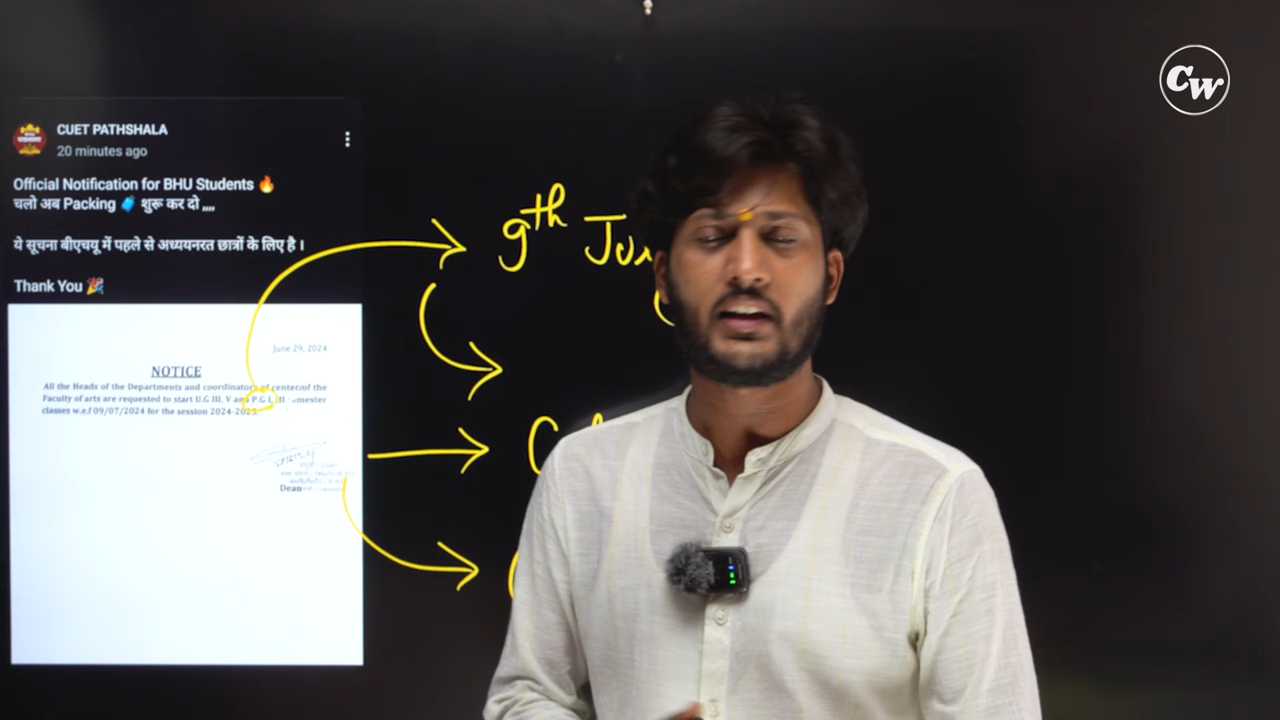 CW
CUET PATHSHALA
20 minutes ago
Official Notification for BHU Students 🔥
चलो अब Packing 🧳 शुरू कर दो ,,,,
ये सूचना बीएचयू में पहले से अध्ययनरत छात्रों के लिए है ।
Thank You 🎉
June 29, 2024
NOTICE
All the Heads of the Departments and coordinators of center/of the
Faculty of arts are requested to start U.G III, V and P.G I, III
classes w.e.f 09/07/2024 for the session 2024-2025.
Dean
9th